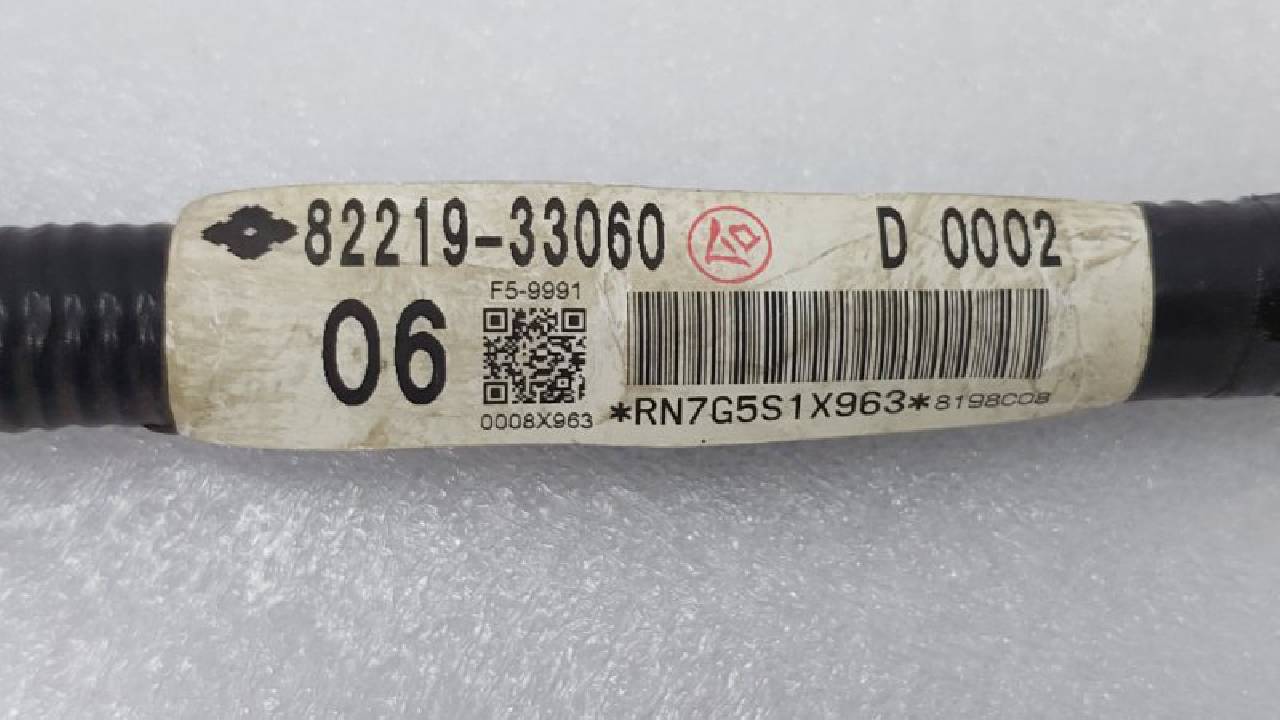 82219-33060 D 0002
06
F5-9991
0008X963
*RN7G5S1X963* 8198C08